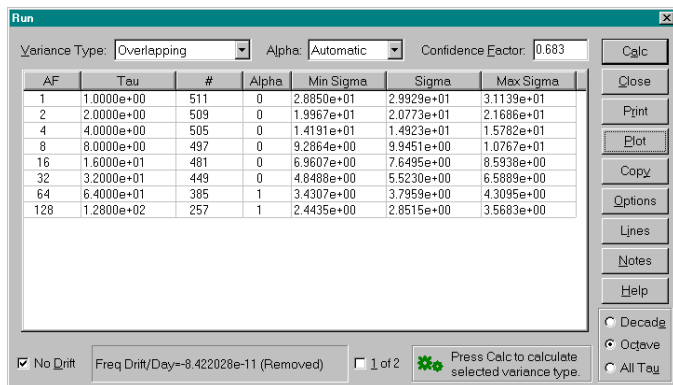 Run
Variance Type: Overlapping Alpha: Automatic Confidence Factor: 0.683 Calc
AF Tau # Alpha Min Sigma Sigma Max Sigma Close
1 1.0000e+00 511 0 2.8850e+01 2.9929e+01 3.1139e+01
2 2.0000e+00 509 0 1.9967e+01 2.0773e+01 2.1686e+01 Print
4 4.0000e+00 505 0 1.4191e+01 1.4923e+01 1.5782e+01
8 8.0000e+00 497 0 9.2864e+00 9.9451e+00 1.0767e+01 Plot
16 1.6000e+01 481 0 6.9607e+00 7.6495e+00 8.5938e+00
32 3.2000e+01 449 0 4.8488e+00 5.5230e+00 6.5889e+00 Copy
64 6.4000e+01 385 1 3.4307e+00 3.7959e+00 4.3095e+00 Options
128 1.2800e+02 257 1 2.4435e+00 2.8515e+00 3.5683e+00
Lines
Notes
Help
Decade
Octave
All Tau
No Drift Freq Drift/Day=-8.422028e-11 (Removed) 1 of 2 Press Calc to calculate
selected variance type.